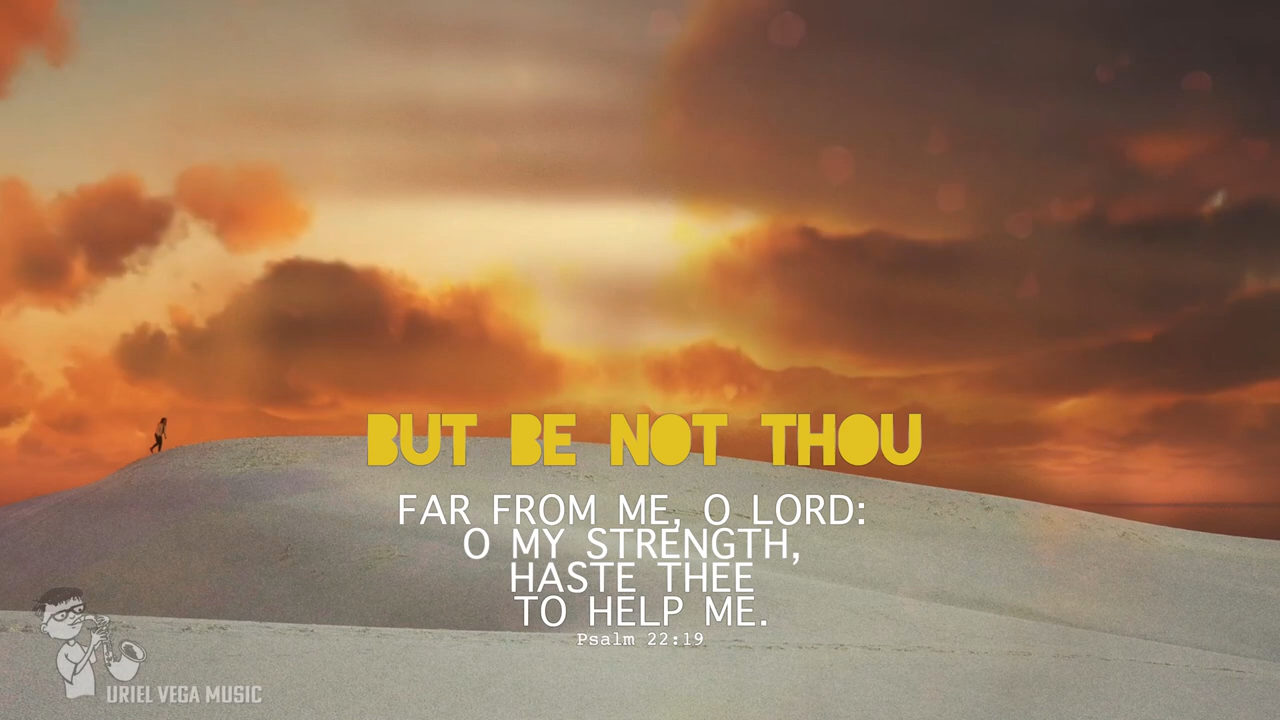 BUT BE NOT THOU
FAR FROM ME, O LORD:
O MY STRENGTH,
HASTE THEE
TO HELP ME.
Psalm 22:19
URIEL VEGA MUSIC